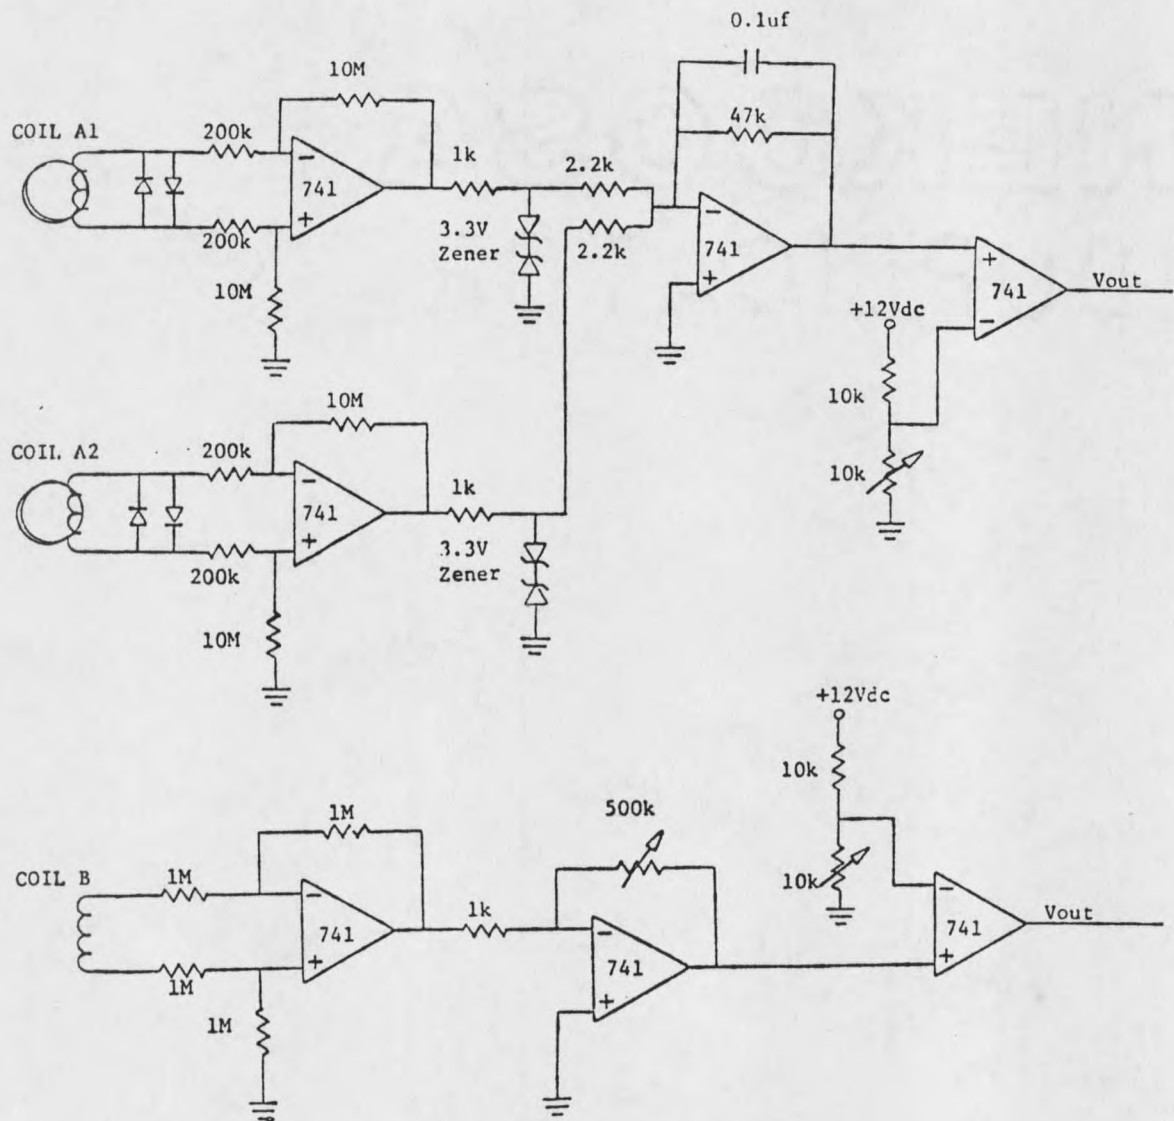 0.1uf
10M
47k
COIL A1
200k
1k
2.2k
-
741
+
200k
3.3V
Zener
2.2k
-
741
+
10M
+
741
-
Vout
+12Vdc
10k
10k
10M
COIL A2
200k
1k
-
741
+
3.3V
Zener
200k
10M
+12Vdc
10k
10k
1M
500k
COIL B
1M
1k
-
741
+
1M
1M
-
741
+
-
741
+
Vout